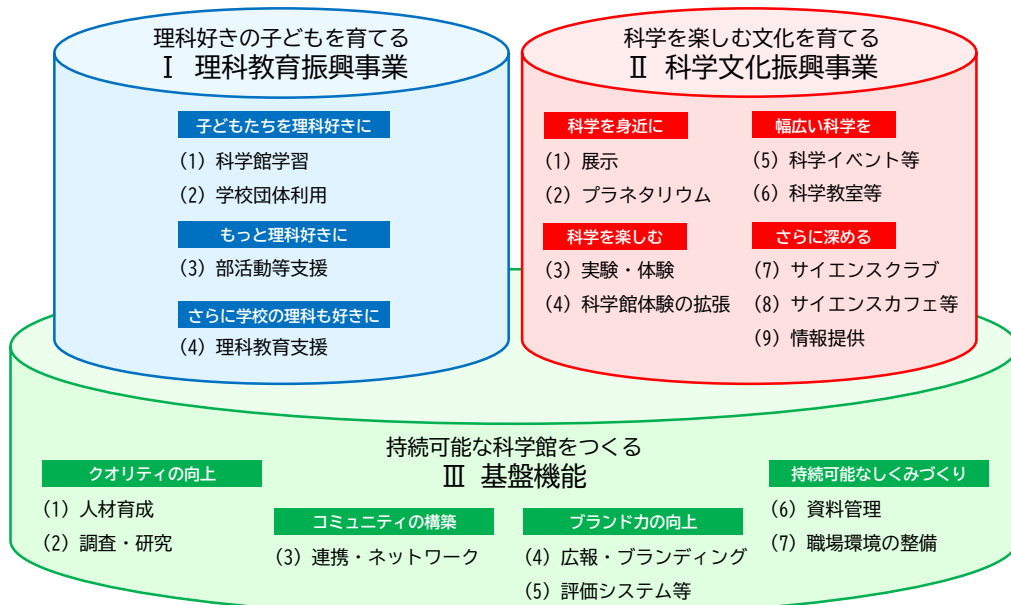 理科好きの子どもを育てる
Ⅰ 理科教育振興事業
子どもたちを理科好きに
(1) 科学館学習
(2) 学校団体利用
もっと理科好きに
(3) 部活動等支援
さらに学校の理科も好きに
(4) 理科教育支援
科学を楽しむ文化を育てる
Ⅱ 科学文化振興事業
科学を身近に
(1) 展示
(2) プラネタリウム
科学を楽しむ
(3) 実験・体験
(4) 科学館体験の拡張
幅広い科学を
(5) 科学イベント等
(6) 科学教室等
さらに深める
(7) サイエンスクラブ
(8) サイエンスカフェ等
(9) 情報提供
持続可能な科学館をつくる
Ⅲ 基盤機能
クオリティの向上
(1) 人材育成
(2) 調査・研究
コミュニティの構築
(3) 連携・ネットワーク
ブランド力の向上
(4) 広報・ブランディング
(5) 評価システム等
持続可能なしくみづくり
(6) 資料管理
(7) 職場環境の整備